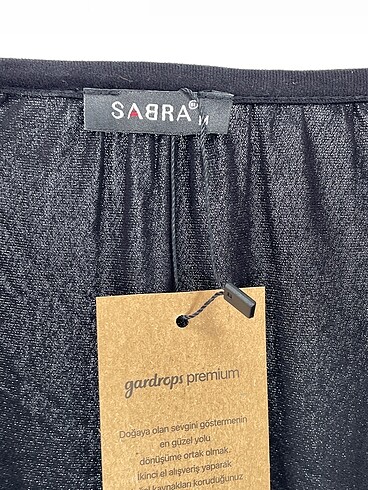 SABRA®
M
gardrops premium
Doğaya olan sevgini göstermenin
en güzel yolu
dönüşüme ortak olmak.
İkinci el alışveriş yaparak
kaynakları koruduğunuz